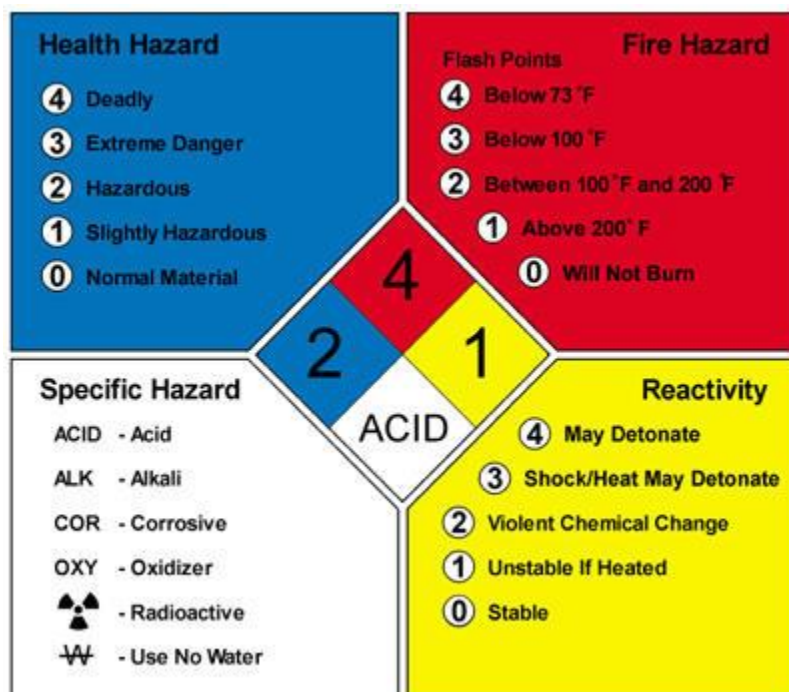 Health Hazard
4 Deadly
3 Extreme Danger
2 Hazardous
1 Slightly Hazardous
0 Normal Material
Fire Hazard
Flash Points
4 Below 73°F
3 Below 100°F
2 Between 100°F and 200°F
1 Above 200°F
0 Will Not Burn
4
2
1
ACID
Specific Hazard
ACID - Acid
ALK - Alkali
COR - Corrosive
OXY - Oxidizer
- Radioactive
W - Use No Water
Reactivity
4 May Detonate
3 Shock/Heat May Detonate
2 Violent Chemical Change
1 Unstable If Heated
0 Stable